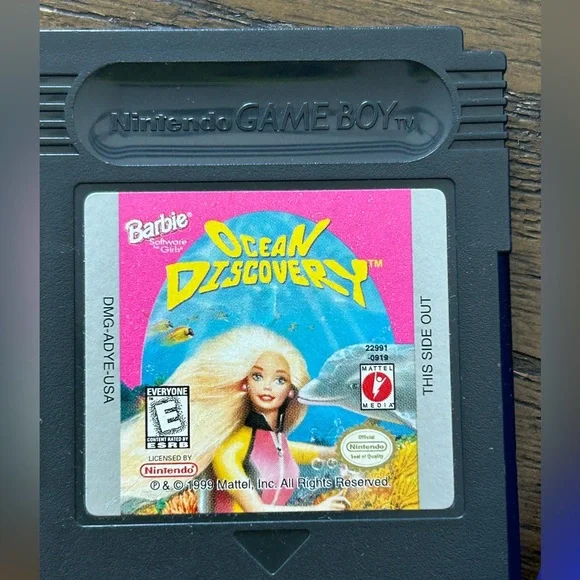 Nintendo GAME BOY TM
Barbie®
Software
for Girls®
OCEAN
DISCOVERY™
DMG-ADYE-USA
THIS SIDE OUT
22991
-0919
MATTEL
MEDIA
EVERYONE
E
CONTENT RATED BY
ESRB
LICENSED BY
Nintendo
Official
Nintendo
Seal of Quality
℗ & © 1999 Mattel, Inc. All Rights Reserved.